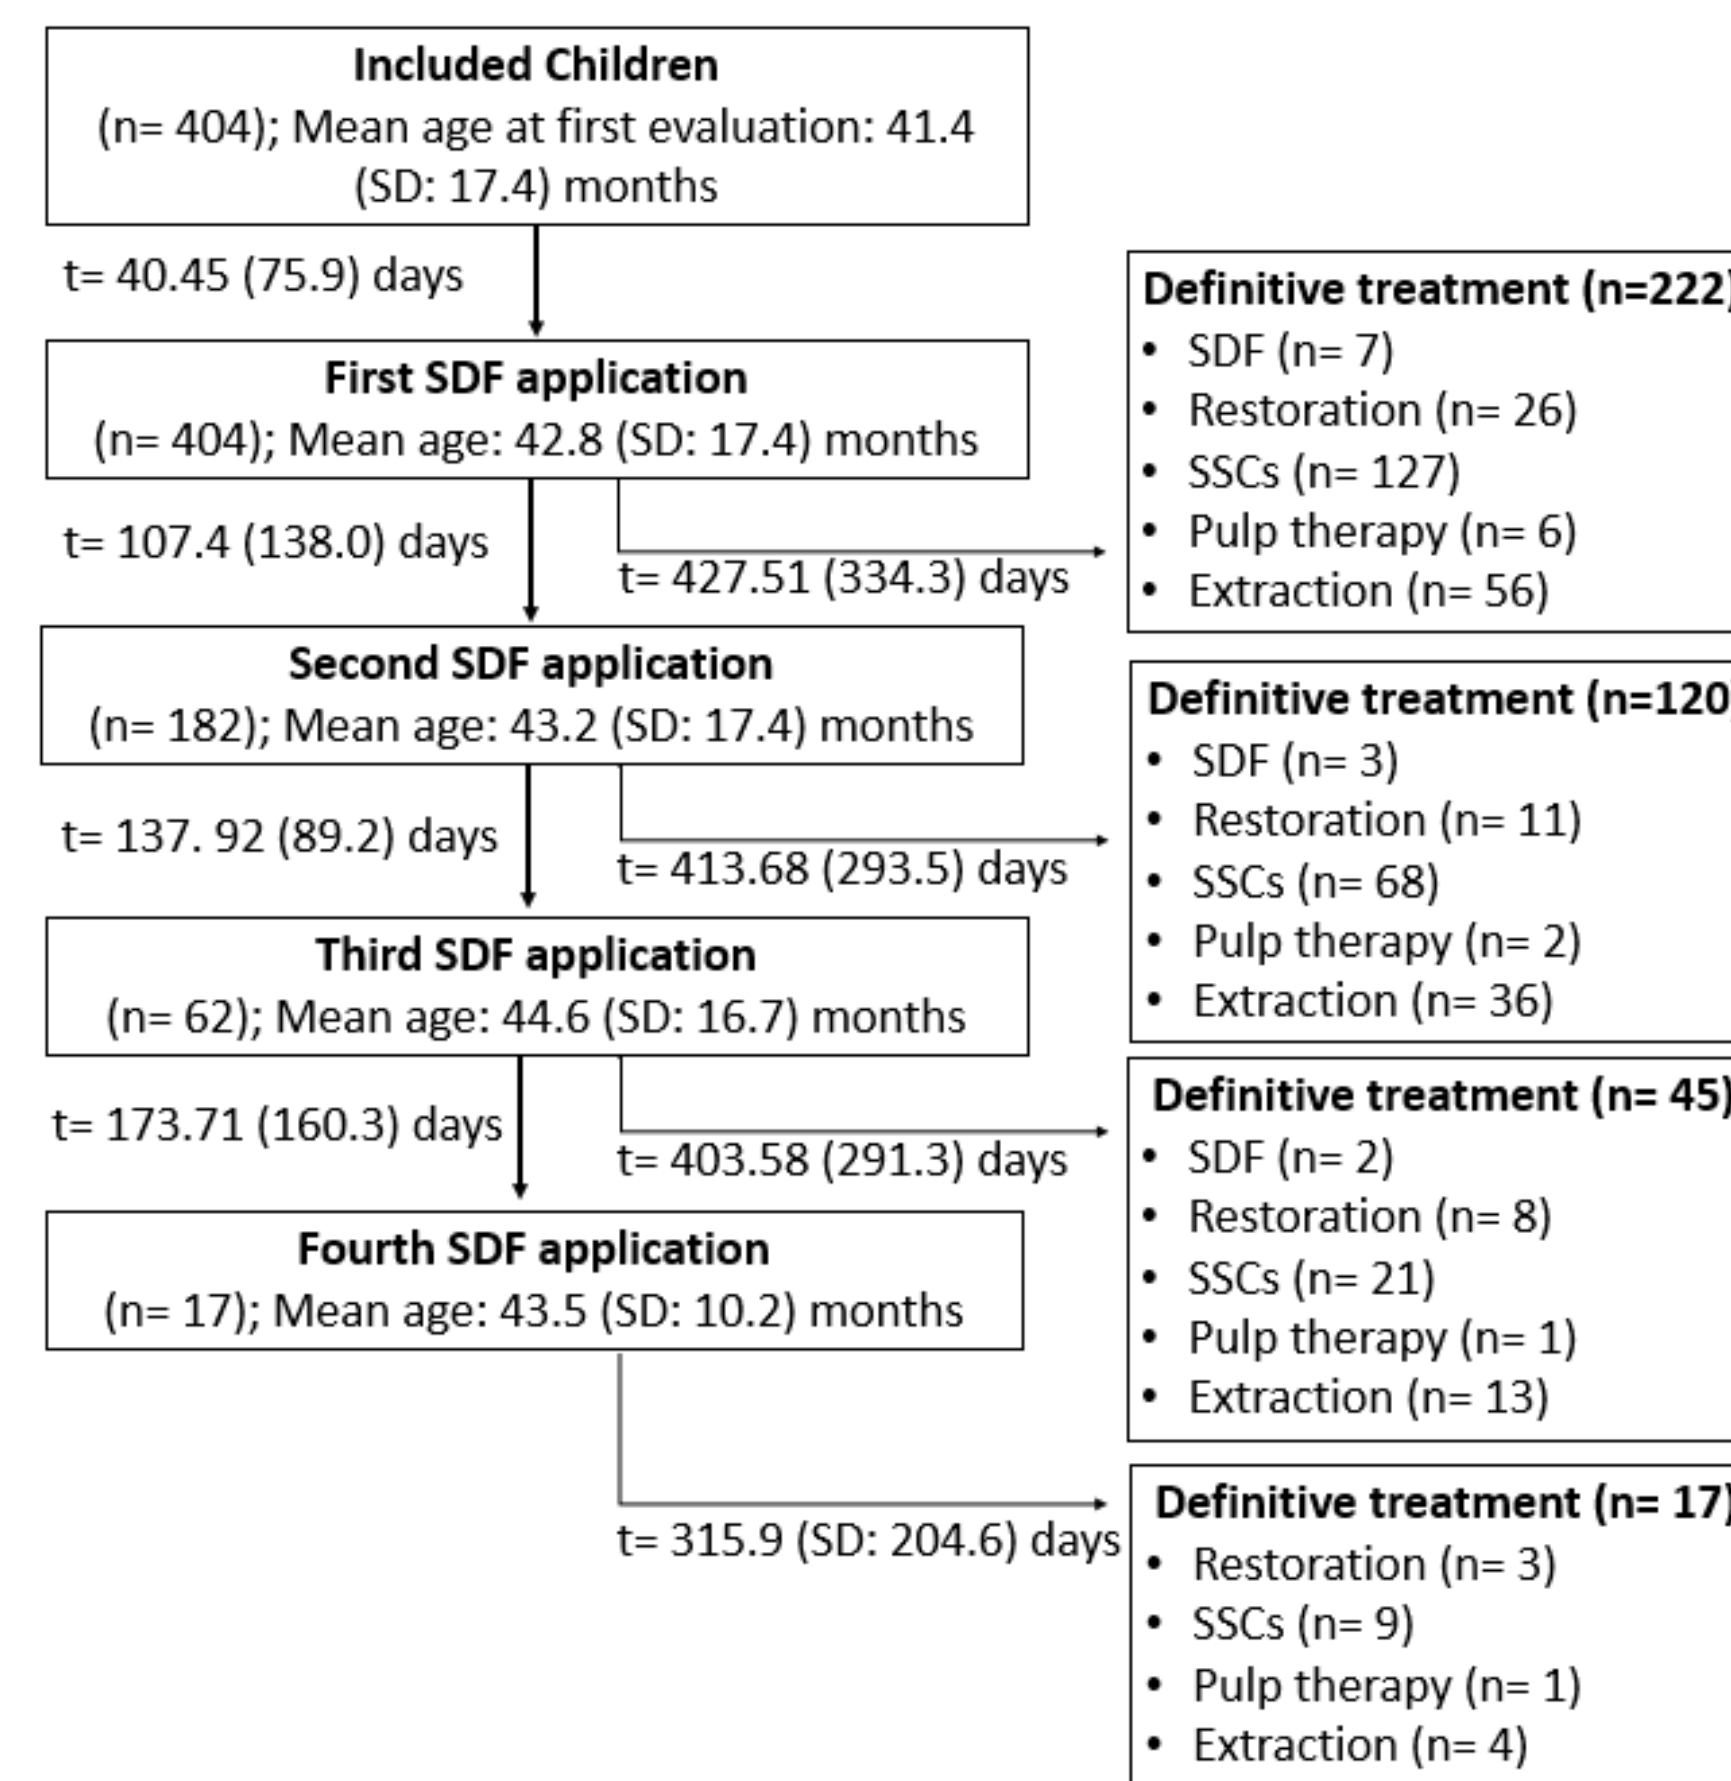 Included Children
(n= 404); Mean age at first evaluation: 41.4
(SD: 17.4) months
t= 40.45 (75.9) days
First SDF application
(n= 404); Mean age: 42.8 (SD: 17.4) months
t= 107.4 (138.0) days
t= 427.51 (334.3) days
Definitive treatment (n=222)
• SDF (n= 7)
• Restoration (n= 26)
• SSCs (n= 127)
• Pulp therapy (n= 6)
• Extraction (n= 56)
Second SDF application
(n= 182); Mean age: 43.2 (SD: 17.4) months
t= 137. 92 (89.2) days
t= 413.68 (293.5) days
Definitive treatment (n=120)
• SDF (n= 3)
• Restoration (n= 11)
• SSCs (n= 68)
• Pulp therapy (n= 2)
• Extraction (n= 36)
Third SDF application
(n= 62); Mean age: 44.6 (SD: 16.7) months
t= 173.71 (160.3) days
t= 403.58 (291.3) days
Definitive treatment (n= 45)
• SDF (n= 2)
• Restoration (n= 8)
• SSCs (n= 21)
• Pulp therapy (n= 1)
• Extraction (n= 13)
Fourth SDF application
(n= 17); Mean age: 43.5 (SD: 10.2) months
t= 315.9 (SD: 204.6) days
Definitive treatment (n= 17)
• Restoration (n= 3)
• SSCs (n= 9)
• Pulp therapy (n= 1)
• Extraction (n= 4)